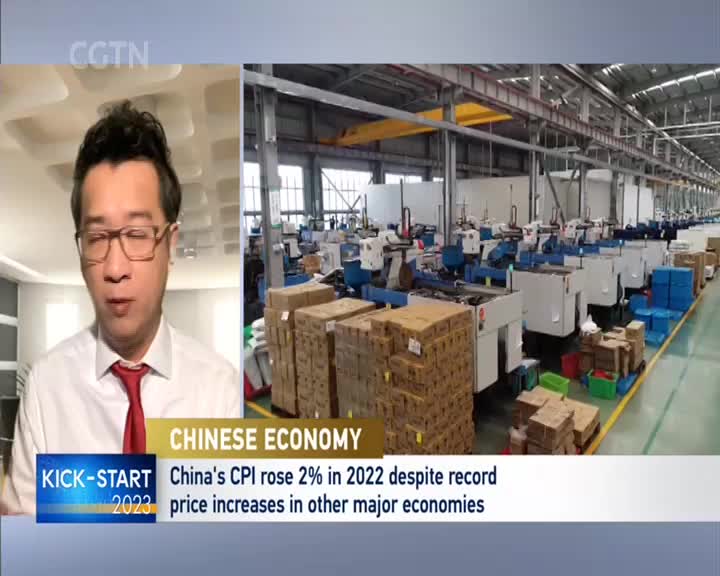 CGTN
CHINESE ECONOMY
KICK-START
2023
China's CPI rose 2% in 2022 despite record
price increases in other major economies